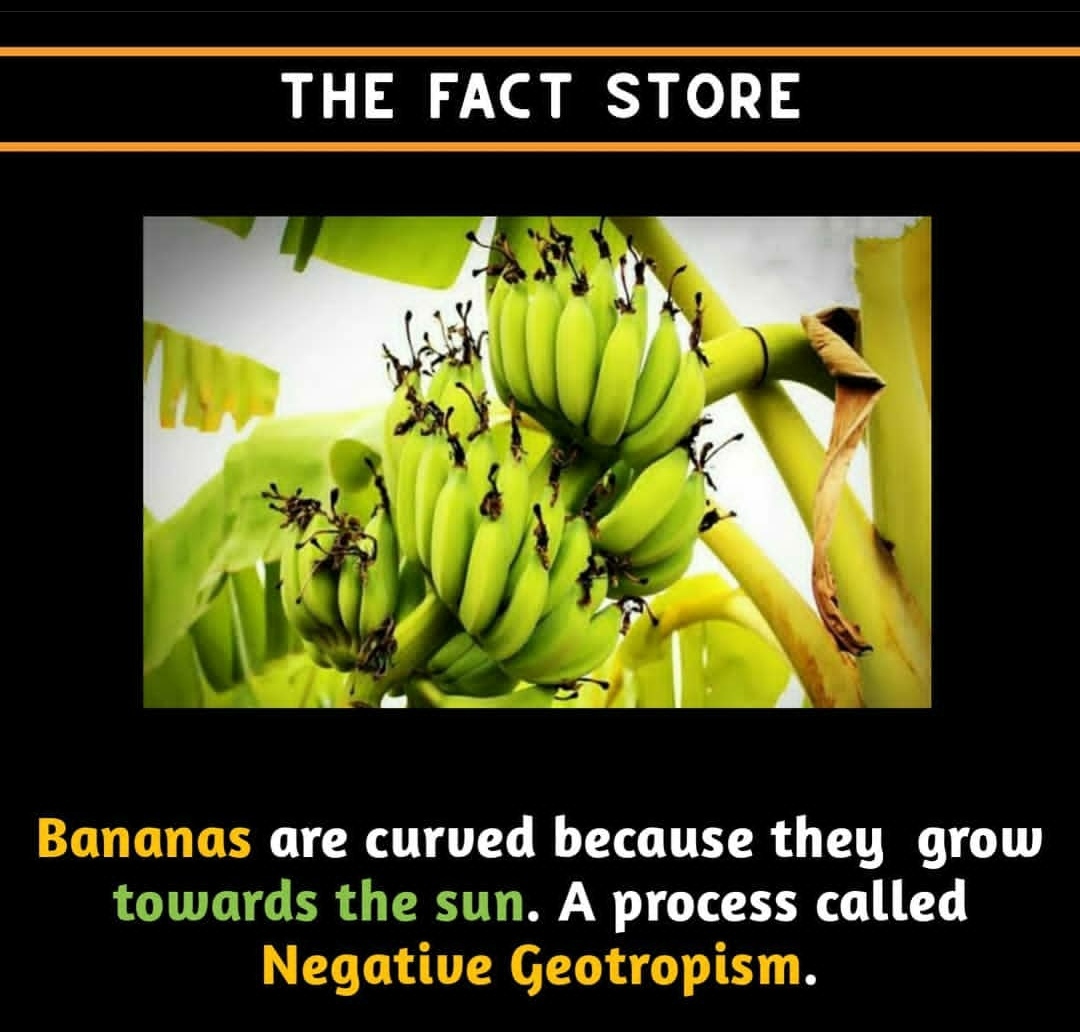 THE FACT STORE
Bananas are curved because they grow
towards the sun. A process called
Negative Geotropism.